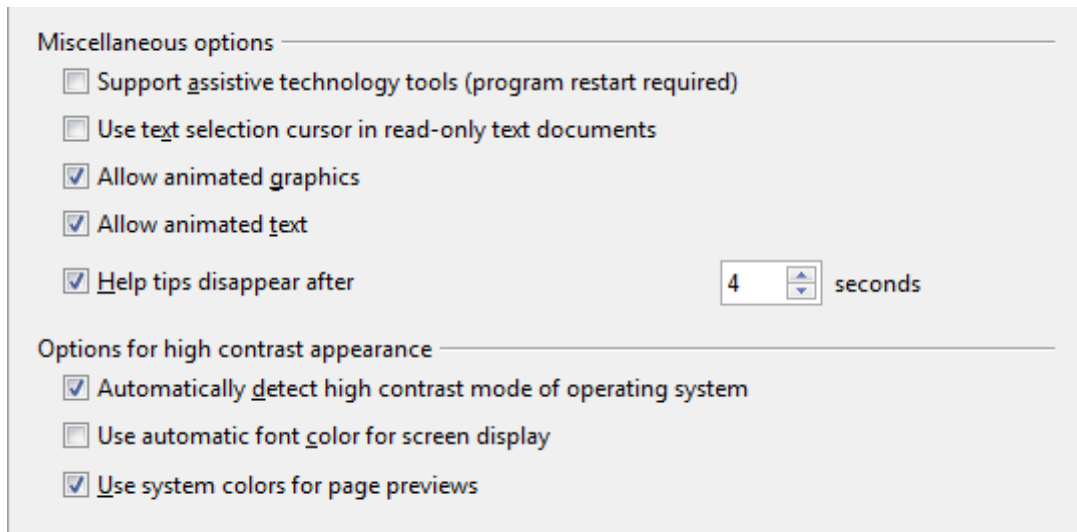 Miscellaneous options
Support assistive technology tools (program restart required)
Use text selection cursor in read-only text documents
Allow animated graphics
Allow animated text
Help tips disappear after 4 seconds
Options for high contrast appearance
Automatically detect high contrast mode of operating system
Use automatic font color for screen display
Use system colors for page previews